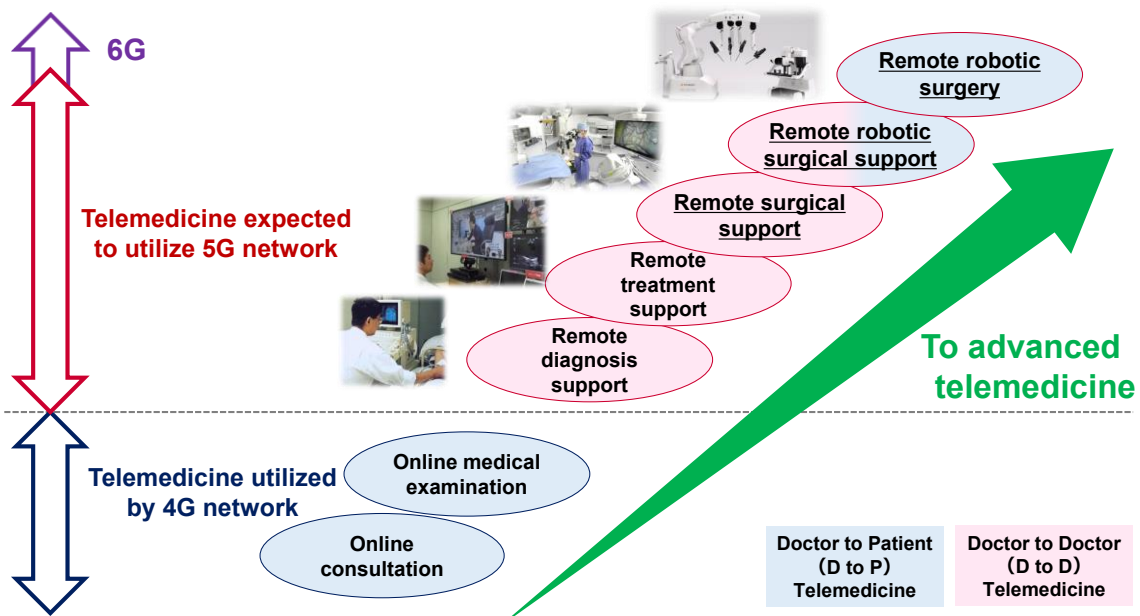 6G
Remote robotic
surgery
Remote robotic
surgical support
Remote surgical
support
Telemedicine expected
to utilize 5G network
Remote
treatment
support
Remote
diagnosis
support
To advanced
telemedicine
Online medical
examination
Telemedicine utilized
by 4G network
Online
consultation
Doctor to Patient
（D to P）
Telemedicine
Doctor to Doctor
（D to D）
Telemedicine